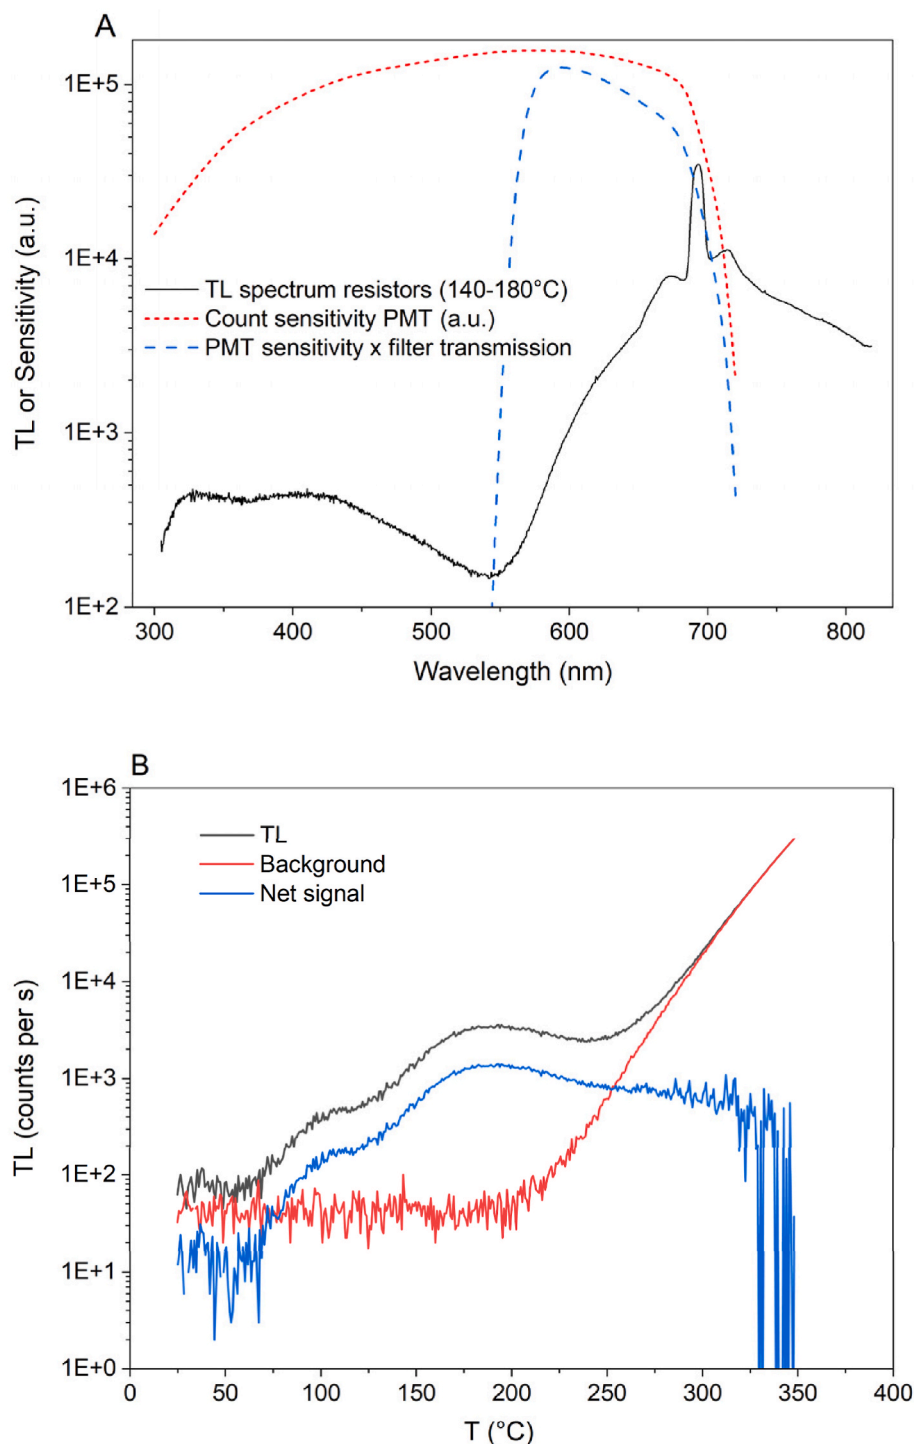 A
1E+5
1E+4
1E+3
1E+2
TL or Sensitivity (a.u.)
TL spectrum resistors (140-180°C)
Count sensitivity PMT (a.u.)
PMT sensitivity x filter transmission
300 400 500 600 700 800
Wavelength (nm)
B
1E+6
1E+5
1E+4
1E+3
1E+2
1E+1
1E+0
TL (counts per s)
TL
Background
Net signal
0 50 100 150 200 250 300 350 400
T (°C)